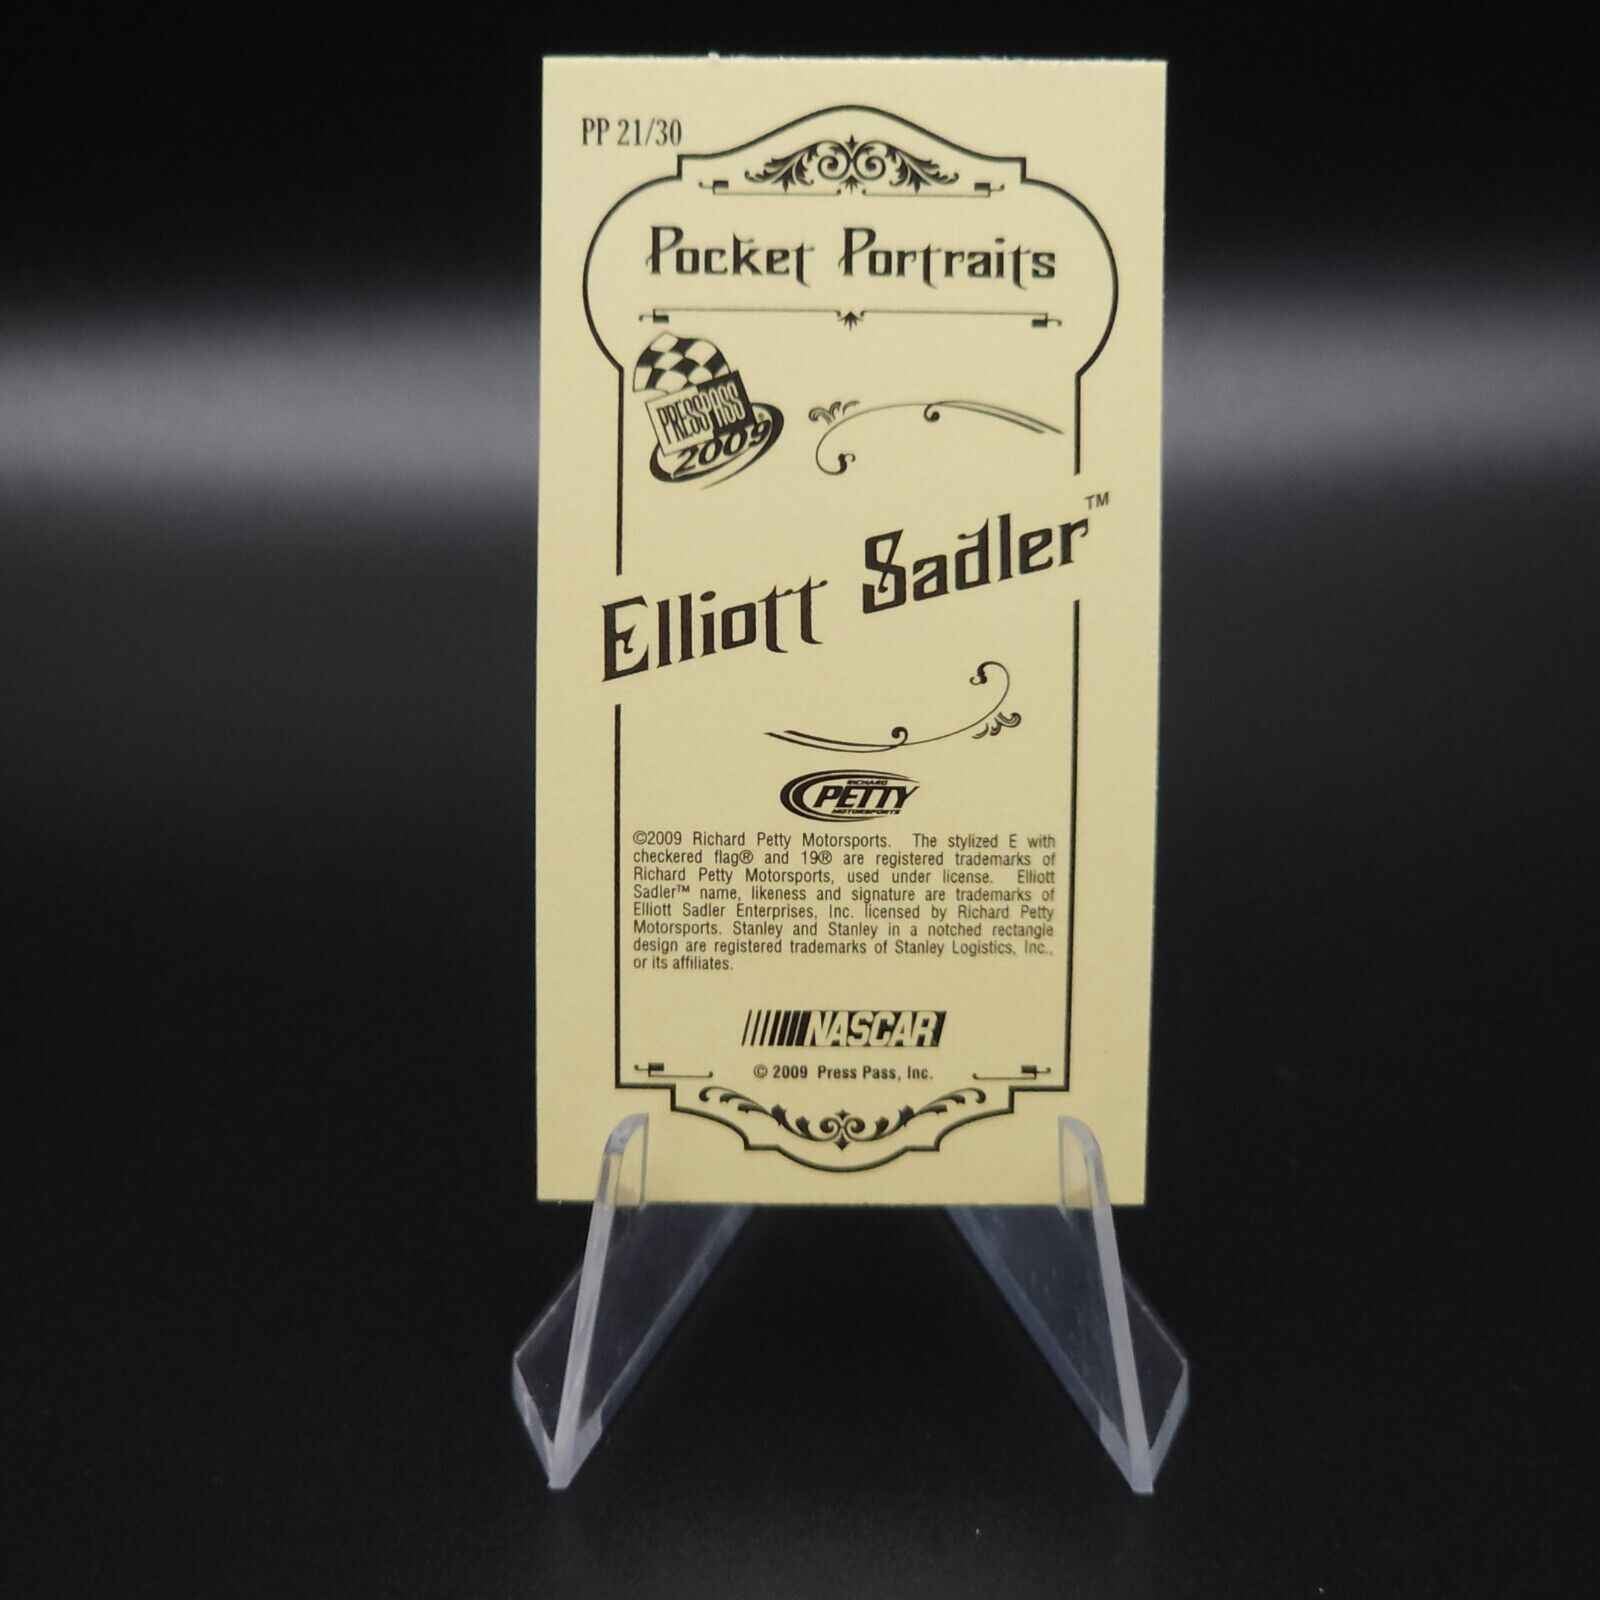 PP 21/30
Pocket Portraits
PRESS PASS
2009
Elliott Sadler™
RICHARD
PETTY
MOTORSPORTS
©2009 Richard Petty Motorsports. The stylized E with
checkered flag® and 19® are registered trademarks of
Richard Petty Motorsports, used under license. Elliott
Sadler™ name, likeness and signature are trademarks of
Elliott Sadler Enterprises, Inc. licensed by Richard Petty
Motorsports. Stanley and Stanley in a notched rectangle
design are registered trademarks of Stanley Logistics, Inc.,
or its affiliates.
NASCAR
© 2009 Press Pass, Inc.